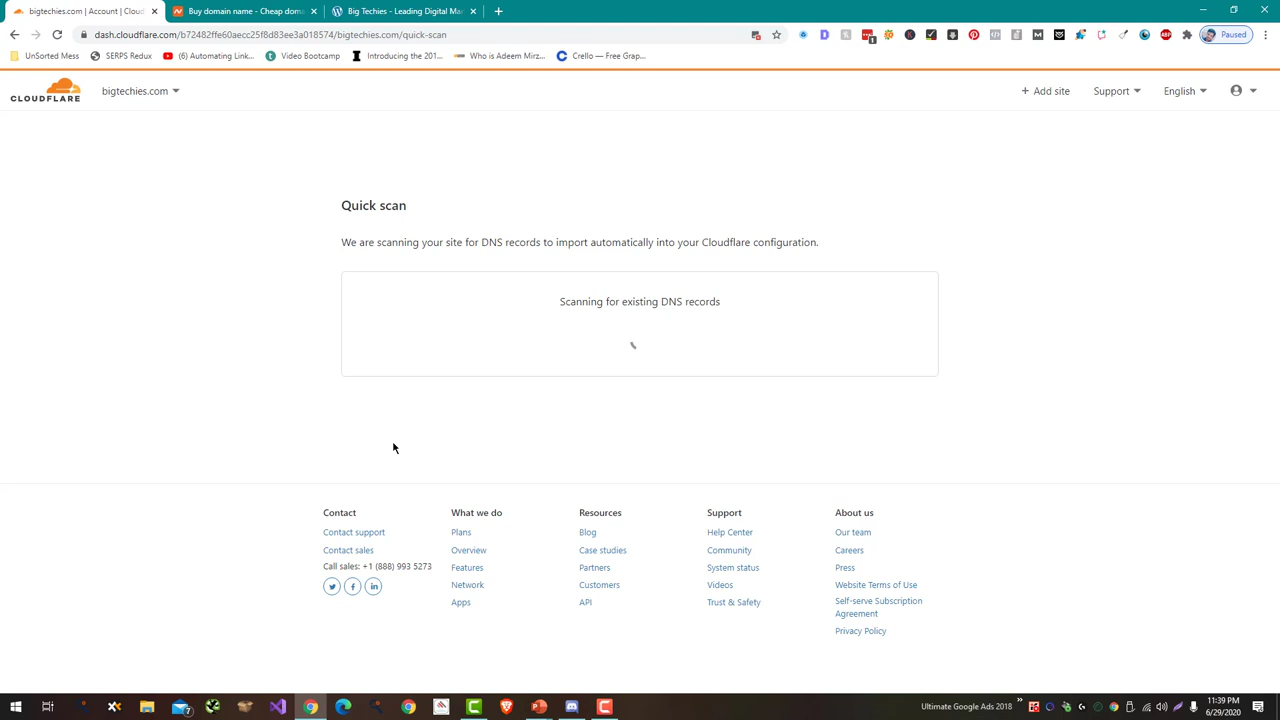 bigtechies.com | Account | Cloud
Buy domain name - Cheap doma
Big Techies - Leading Digital Mar
dash.cloudflare.com/b72482ffe60aecc25f8d83ee3a018574/bigtechies.com/quick-scan
Paused
UnSorted Mess
SERPS Redux
(6) Automating Link...
Video Bootcamp
Introducing the 201...
Who is Adeem Mirz...
Crello — Free Grap...
CLOUDFLARE
bigtechies.com
+ Add site
Support
English
Quick scan
We are scanning your site for DNS records to import automatically into your Cloudflare configuration.
Scanning for existing DNS records
Contact
Contact support
Contact sales
Call sales: +1 (888) 993 5273
What we do
Plans
Overview
Features
Network
Apps
Resources
Blog
Case studies
Partners
Customers
API
Support
Help Center
Community
System status
Videos
Trust & Safety
About us
Our team
Careers
Press
Website Terms of Use
Self-serve Subscription
Agreement
Privacy Policy
Ultimate Google Ads 2018
11:39 PM
6/29/2020